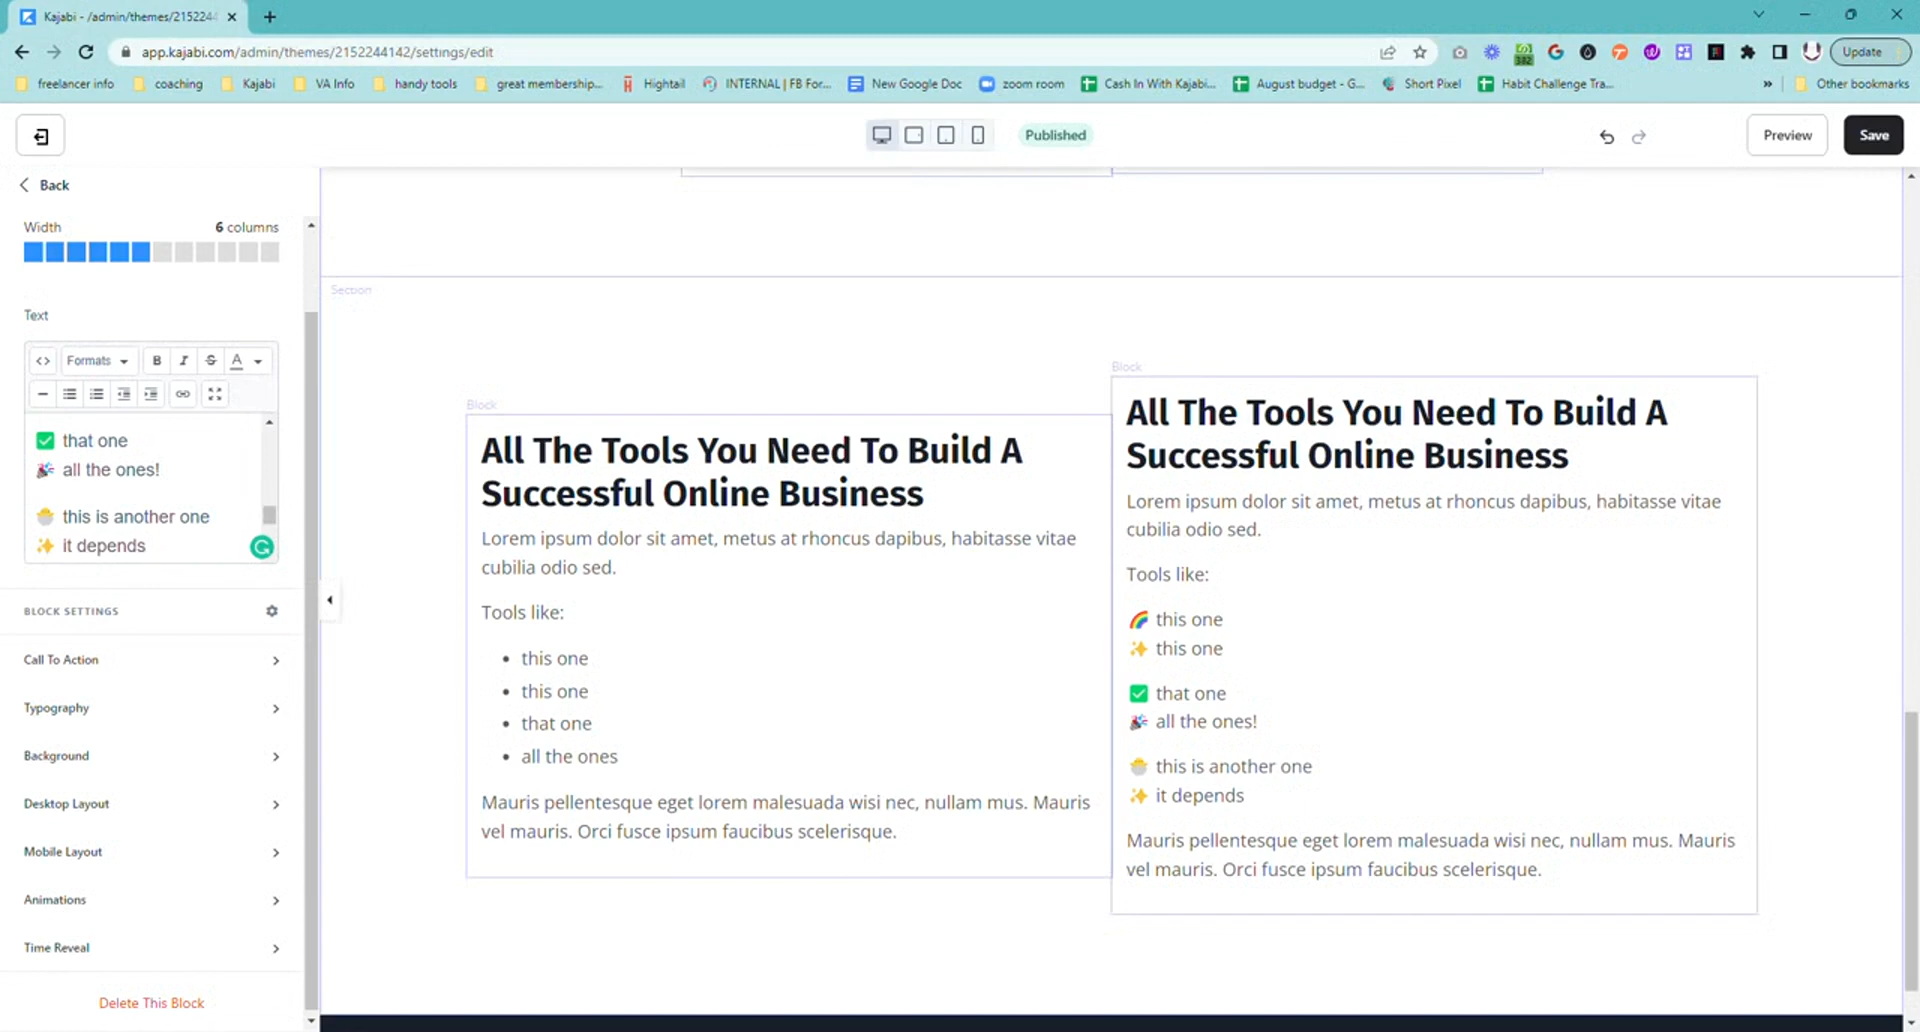 Kajabi - /admin/themes/2152244
app.kajabi.com/admin/themes/2152244142/settings/edit
Update
freelancer info
coaching
Kajabi
VA Info
handy tools
great membership...
Hightail
INTERNAL | FB For...
New Google Doc
zoom room
Cash In With Kajabi...
August budget - G...
Short Pixel
Habit Challenge Tra...
»
Other bookmarks
Published
Preview
Save
Back
Width 6 columns
Text
Formats
B I S A
✅ that one
🎉 all the ones!
🐣 this is another one
✨ it depends
BLOCK SETTINGS
Call To Action
Typography
Background
Desktop Layout
Mobile Layout
Animations
Time Reveal
Delete This Block
Section
Block
All The Tools You Need To Build A
Successful Online Business
Lorem ipsum dolor sit amet, metus at rhoncus dapibus, habitasse vitae
cubilia odio sed.
Tools like:
• this one
• this one
• that one
• all the ones
Mauris pellentesque eget lorem malesuada wisi nec, nullam mus. Mauris
vel mauris. Orci fusce ipsum faucibus scelerisque.
Block
All The Tools You Need To Build A
Successful Online Business
Lorem ipsum dolor sit amet, metus at rhoncus dapibus, habitasse vitae
cubilia odio sed.
Tools like:
🌈 this one
✨ this one
✅ that one
🎉 all the ones!
🐣 this is another one
✨ it depends
Mauris pellentesque eget lorem malesuada wisi nec, nullam mus. Mauris
vel mauris. Orci fusce ipsum faucibus scelerisque.